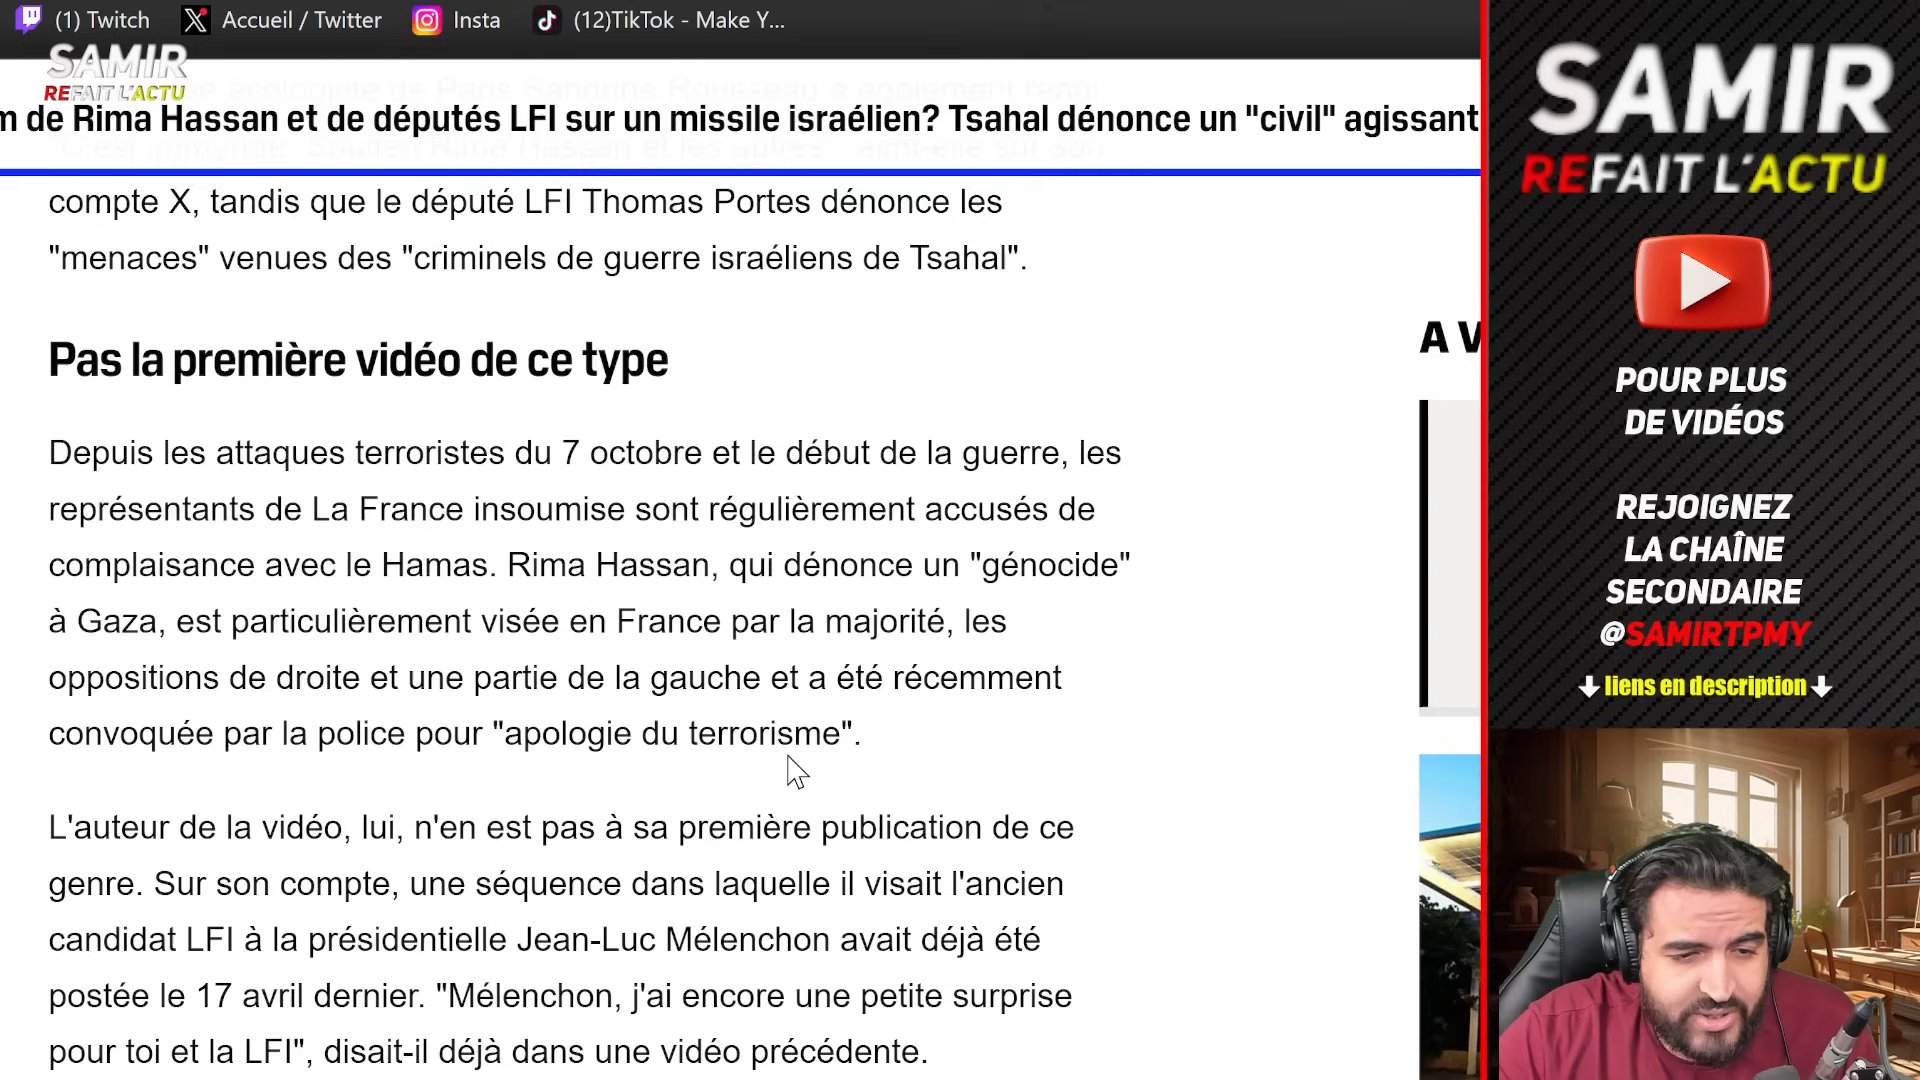 (1) Twitch
Accueil / Twitter
Insta
(12)TikTok - Make Y...
SAMIR
REFAIT L'ACTU
m de Rima Hassan et de députés LFI sur un missile israélien? Tsahal dénonce un "civil" agissant
compte X, tandis que le député LFI Thomas Portes dénonce les
"menaces" venues des "criminels de guerre israéliens de Tsahal".
Pas la première vidéo de ce type
Depuis les attaques terroristes du 7 octobre et le début de la guerre, les
représentants de La France insoumise sont régulièrement accusés de
complaisance avec le Hamas. Rima Hassan, qui dénonce un "génocide"
à Gaza, est particulièrement visée en France par la majorité, les
oppositions de droite et une partie de la gauche et a été récemment
convoquée par la police pour "apologie du terrorisme".
L'auteur de la vidéo, lui, n'en est pas à sa première publication de ce
genre. Sur son compte, une séquence dans laquelle il visait l'ancien
candidat LFI à la présidentielle Jean-Luc Mélenchon avait déjà été
postée le 17 avril dernier. "Mélenchon, j'ai encore une petite surprise
pour toi et la LFI", disait-il déjà dans une vidéo précédente.
A V
SAMIR
REFAIT L'ACTU
POUR PLUS
DE VIDÉOS
REJOIGNEZ
LA CHAÎNE
SECONDAIRE
@SAMIRTPMY
liens en description